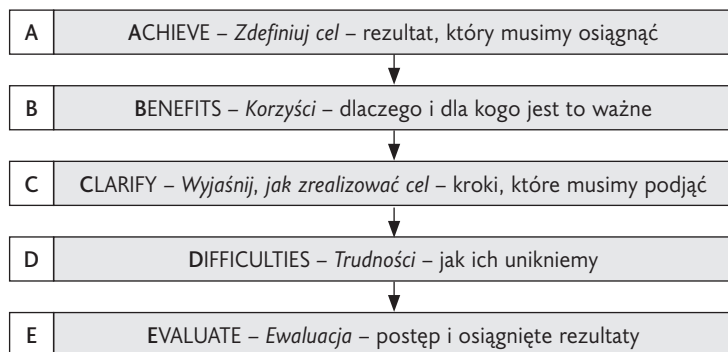 A ACHIEVE – Zdefiniuj cel – rezultat, który musimy osiągnąć
B BENEFITS – Korzyści – dlaczego i dla kogo jest to ważne
C CLARIFY – Wyjaśnij, jak zrealizować cel – kroki, które musimy podjąć
D DIFFICULTIES – Trudności – jak ich unikniemy
E EVALUATE – Ewaluacja – postęp i osiągnięte rezultaty